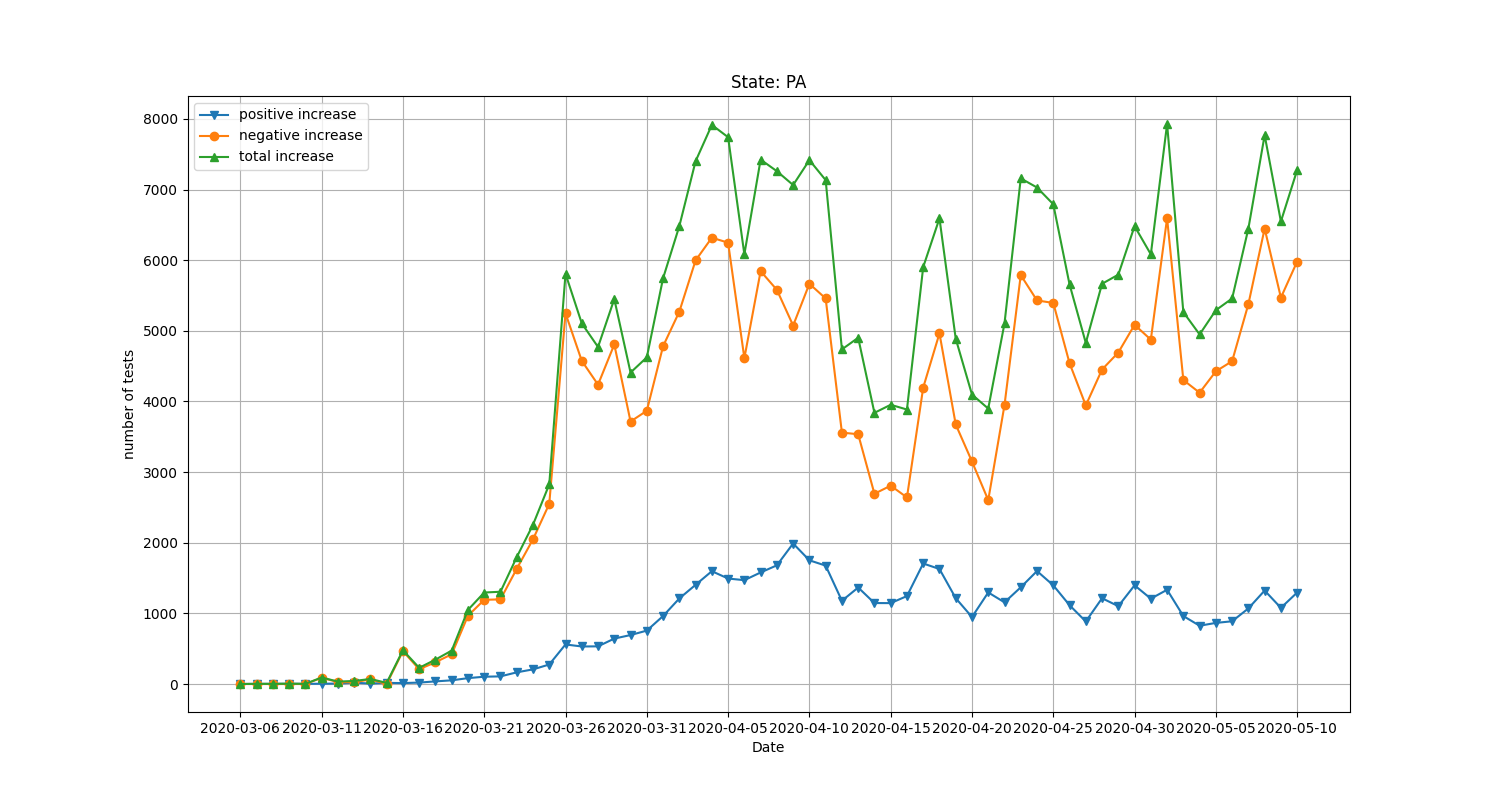 State: PA
positive increase
negative increase
total increase
8000
7000
6000
5000
4000
3000
2000
1000
0
number of tests
2020-03-06 2020-03-11 2020-03-16 2020-03-21 2020-03-26 2020-03-31 2020-04-05 2020-04-10 2020-04-15 2020-04-20 2020-04-25 2020-04-30 2020-05-05 2020-05-10
Date